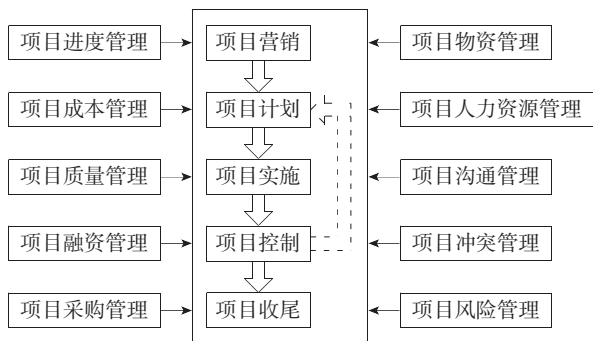 项目进度管理 项目营销 项目物资管理
项目成本管理 项目计划 项目人力资源管理
项目质量管理 项目实施 项目沟通管理
项目融资管理 项目控制 项目冲突管理
项目采购管理 项目收尾 项目风险管理